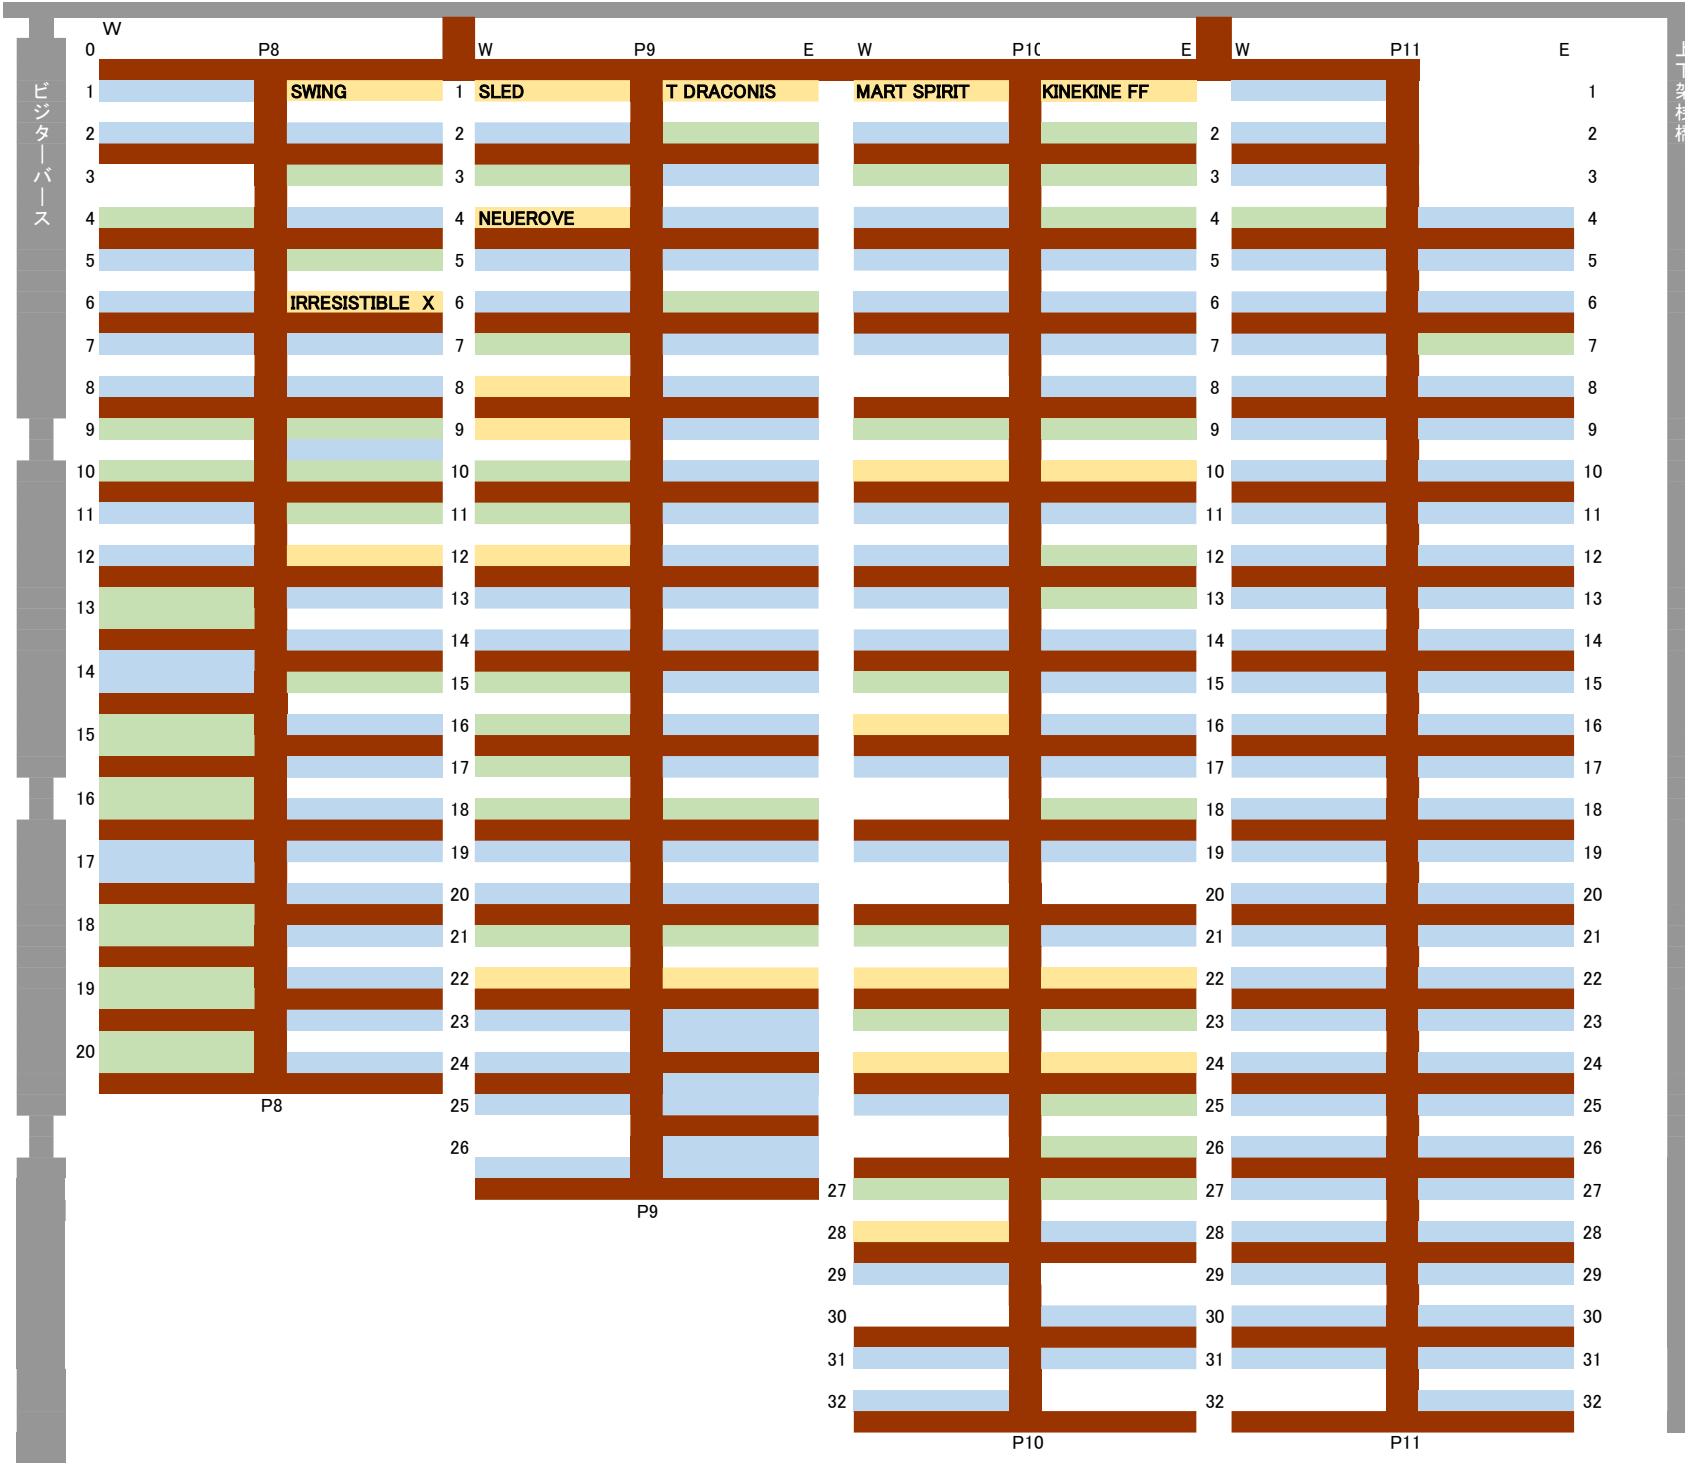 W
0 P8 W P9 E W P10 E W P11 E
1 SWING 1 SLED T DRACONIS MART SPIRIT KINEKINE FF 1
2 2 2 2
3 3 3 3
4 4 NEUEROVE 4 4
5 5 5 5
6 IRRESISTIBLE X 6 6 6
7 7 7 7
8 8 8 8
9 9 9 9
10 10 10 10
11 11 11 11
12 12 12 12
13 13 13 13
14 14 14 14
15 15 15 15
16 16 16 16
17 17 17 17
18 18 18 18
19 19 19 19
20 20 20 20
21 21 21
22 22 22
23 23 23
24 24 24
P8 25 25 25
26 26 26
27 27 27
P9
28 28 28
29 29 29
30 30 30
31 31 31
32 32 32
P10 P11
ビジターバース
上下架桟橋